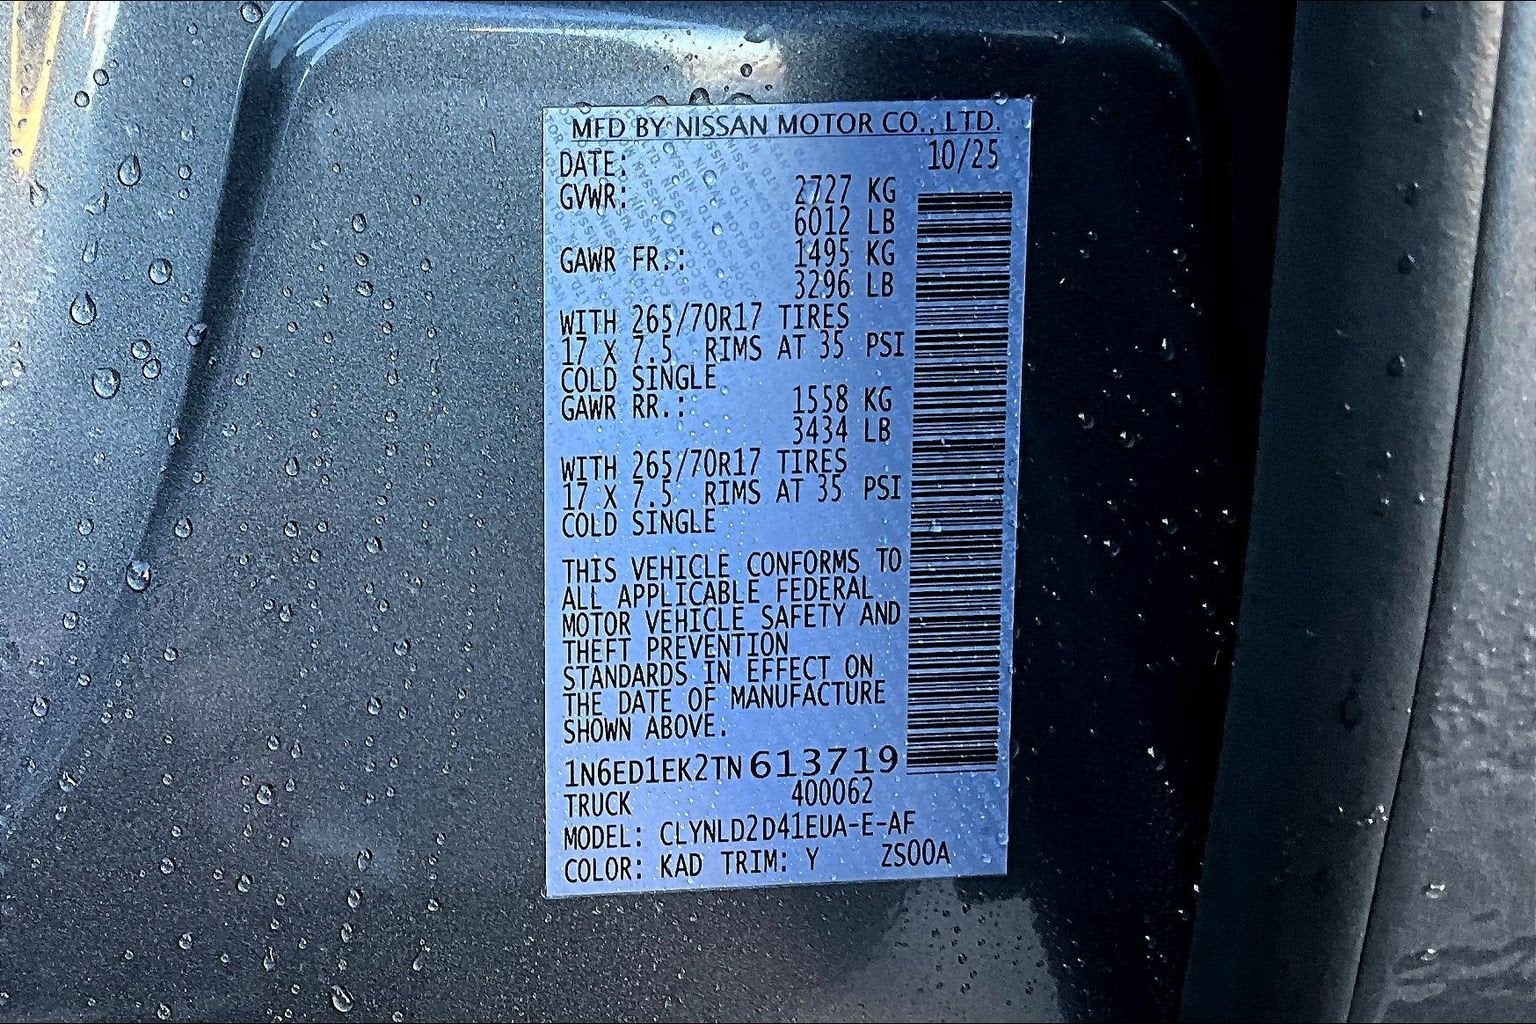 MFD BY NISSAN MOTOR CO., LTD.
DATE: 10/25
GVWR: 2727 KG
6012 LB
GAWR FR.: 1495 KG
3296 LB
WITH 265/70R17 TIRES
17 X 7.5 RIMS AT 35 PSI
COLD SINGLE
GAWR RR.: 1558 KG
3434 LB
WITH 265/70R17 TIRES
17 X 7.5 RIMS AT 35 PSI
COLD SINGLE
THIS VEHICLE CONFORMS TO
ALL APPLICABLE FEDERAL
MOTOR VEHICLE SAFETY AND
THEFT PREVENTION
STANDARDS IN EFFECT ON
THE DATE OF MANUFACTURE
SHOWN ABOVE.
1N6ED1EK2TN613719
TRUCK 400062
MODEL: CLYNLD2D41EUA-E-AF
COLOR: KAD TRIM: Y ZS00A